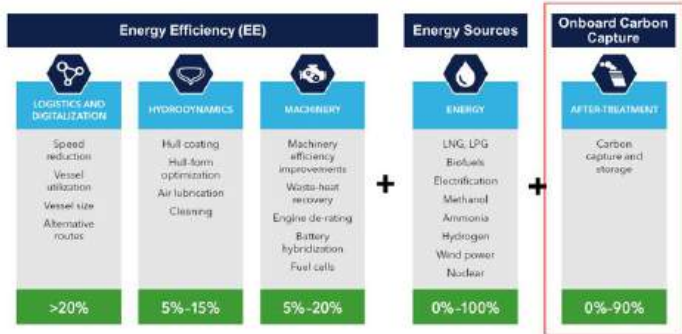 Energy Efficiency (EE)
Energy Sources
Onboard Carbon
Capture
LOGISTICS AND
DIGITALIZATION
HYDRODYNAMICS
MACHINERY
ENERGY
AFTER-TREATMENT
Speed
reduction
Vessel
utilization
Vessel size
Alternative
routes
Hull coating
Hull-form
optimization
Air lubrication
Cleaning
Machinery
efficiency
improvements
Waste-heat
recovery
Engine de-rating
Battery
hybridization
Fuel cells
+
LNG, LPG
Biofuels
Electrification
Methanol
Ammonia
Hydrogen
Wind power
Nuclear
+
Carbon
capture and
storage
>20%
5%-15%
5%-20%
0%-100%
0%-90%